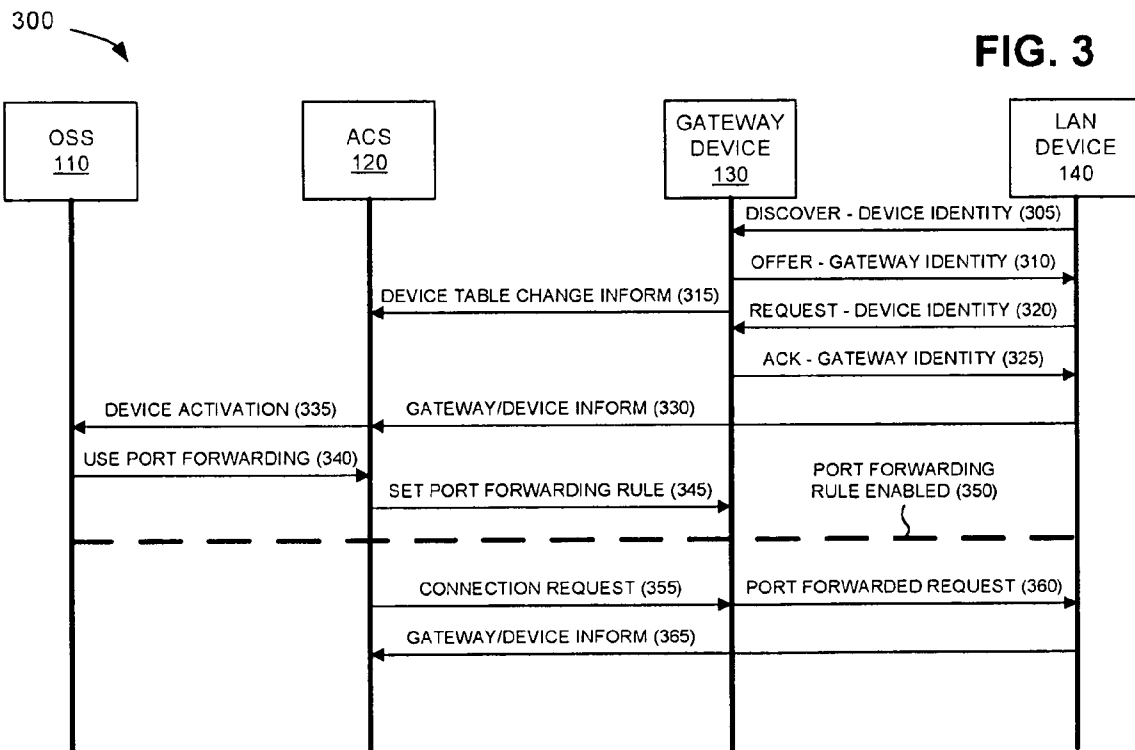 300
FIG. 3
OSS
110
ACS
120
GATEWAY
DEVICE
130
LAN
DEVICE
140
DISCOVER - DEVICE IDENTITY (305)
OFFER - GATEWAY IDENTITY (310)
DEVICE TABLE CHANGE INFORM (315)
REQUEST - DEVICE IDENTITY (320)
ACK - GATEWAY IDENTITY (325)
DEVICE ACTIVATION (335)
GATEWAY/DEVICE INFORM (330)
USE PORT FORWARDING (340)
SET PORT FORWARDING RULE (345)
PORT FORWARDING
RULE ENABLED (350)
CONNECTION REQUEST (355)
PORT FORWARDED REQUEST (360)
GATEWAY/DEVICE INFORM (365)